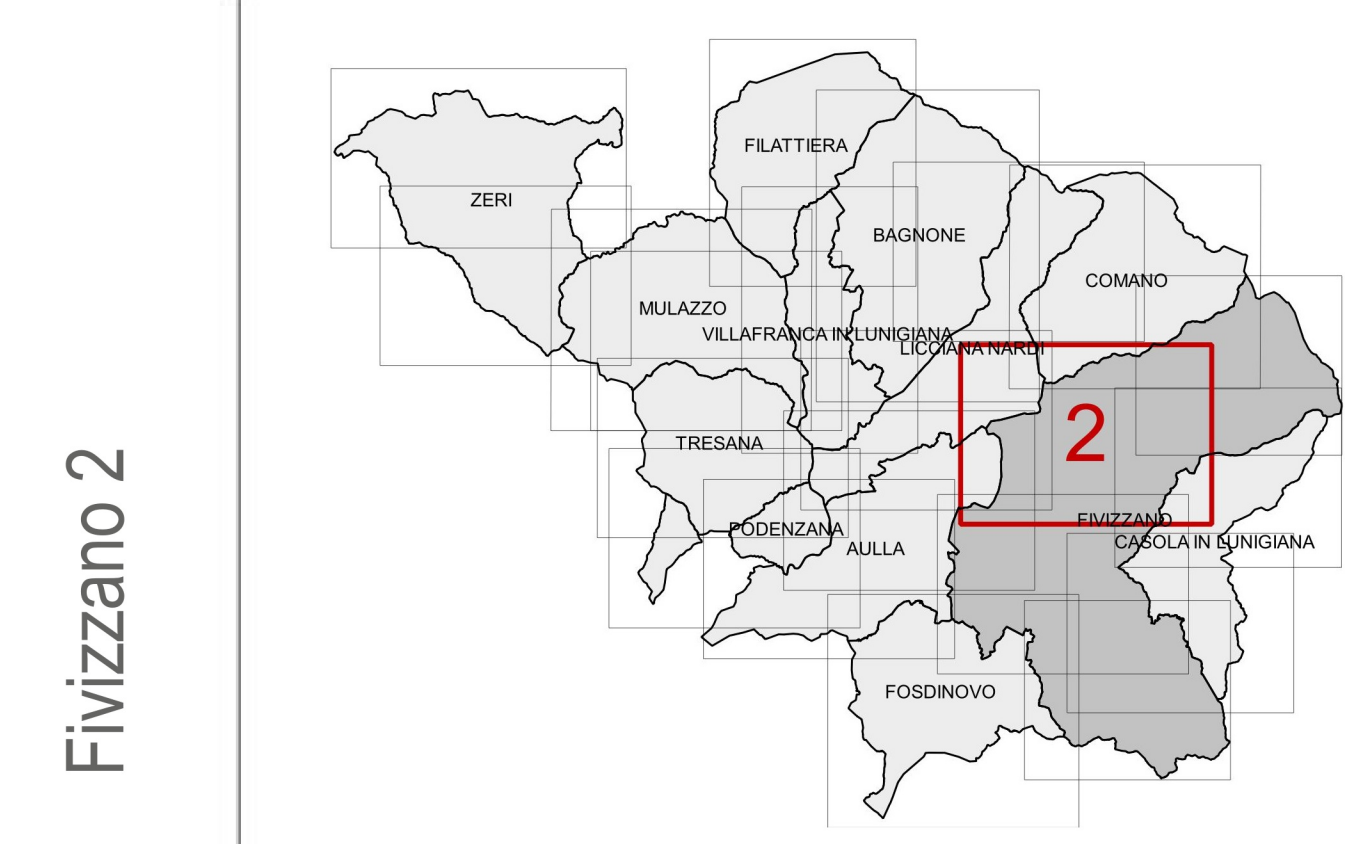 Fivizzano 2
FILATTIERA
ZERI
BAGNONE
COMANO
MULAZZO
VILLAFRANCA IN LUNIGIANA
LICCIANA NARDI
2
TRESANA
FIVIZZANO
PODENZANA
CASOLA IN LUNIGIANA
AULLA
FOSDINOVO